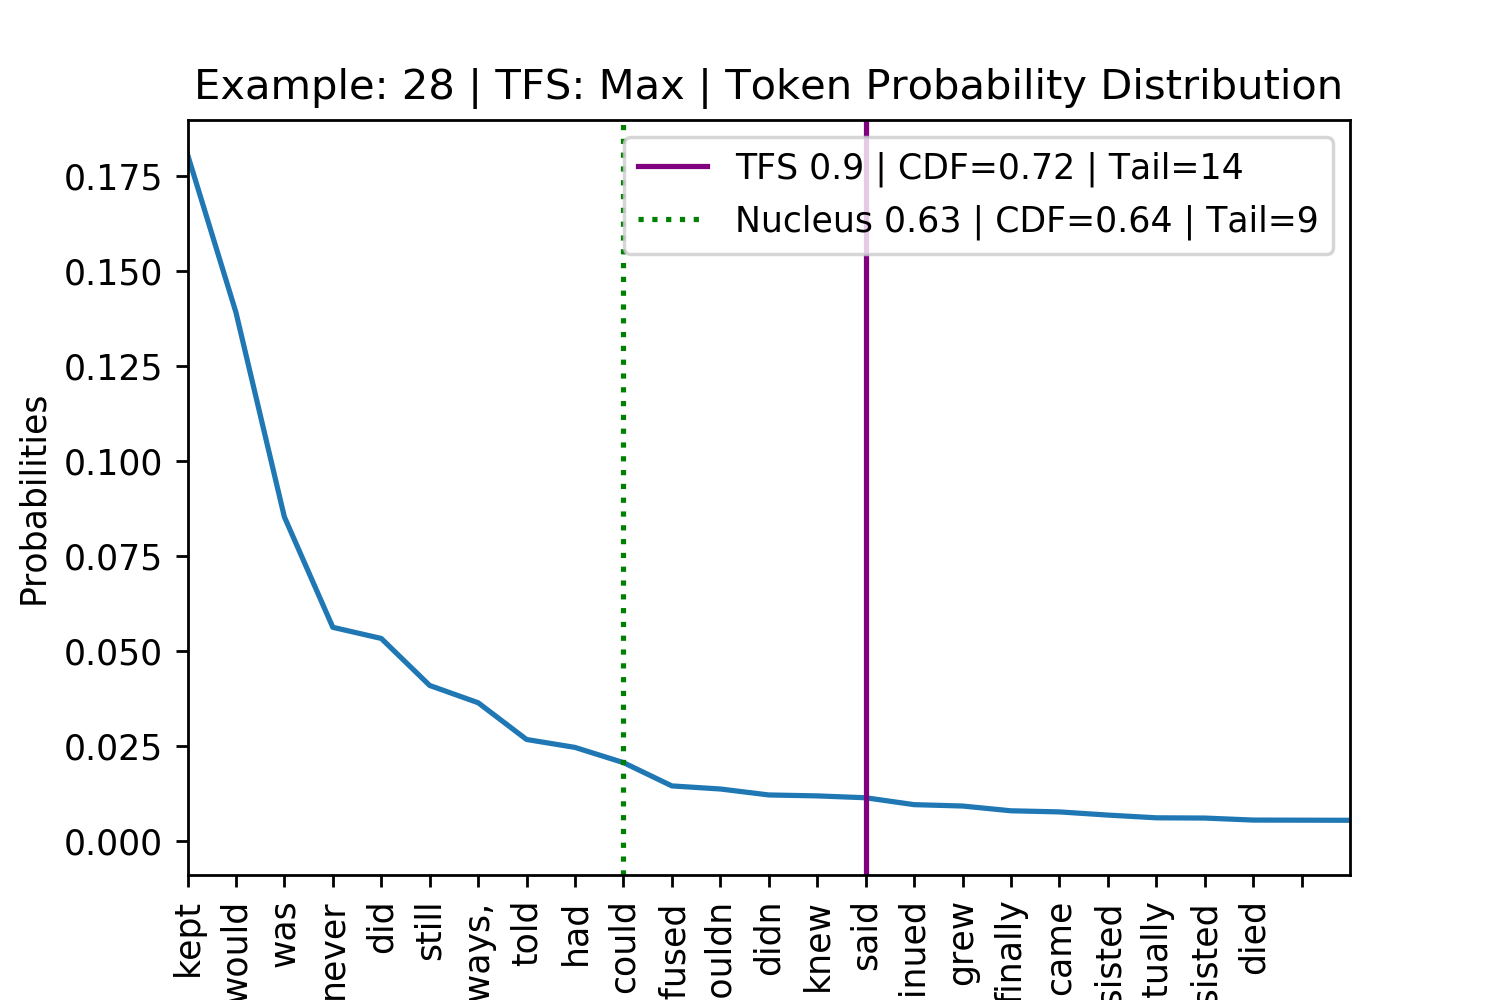 Example: 28 | TFS: Max | Token Probability Distribution
TFS 0.9 | CDF=0.72 | Tail=14
Nucleus 0.63 | CDF=0.64 | Tail=9
Probabilities
0.175
0.150
0.125
0.100
0.075
0.050
0.025
0.000
kept
would
was
never
did
still
ways,
told
had
could
fused
ouldn
didn
knew
said
inued
grew
finally
came
sisted
tually
sisted
died